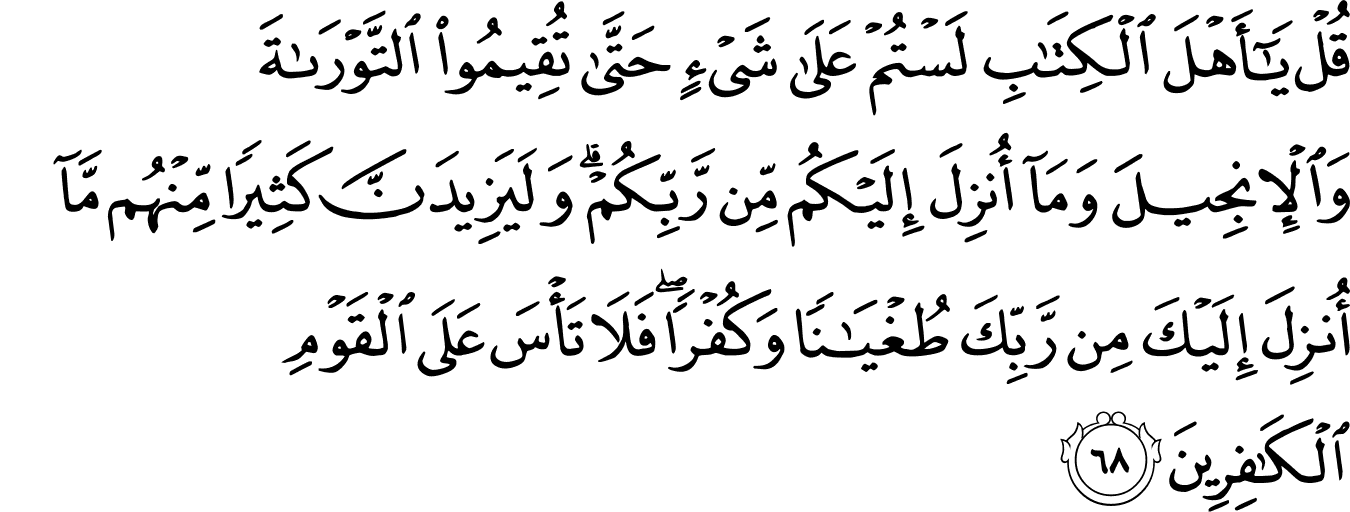 قُلْ يَـٰٓأَهْلَ ٱلْكِتَـٰبِ لَسْتُمْ عَلَىٰ شَىْءٍ حَتَّىٰ تُقِيمُوا۟ ٱلتَّوْرَىٰةَ
وَٱلْإِنجِيلَ وَمَآ أُنزِلَ إِلَيْكُم مِّن رَّبِّكُمْ ۗ وَلَيَزِيدَنَّ كَثِيرًا مِّنْهُم مَّآ
أُنزِلَ إِلَيْكَ مِن رَّبِّكَ طُغْيَـٰنًا وَكُفْرًا ۖ فَلَا تَأْسَ عَلَى ٱلْقَوْمِ
ٱلْكَـٰفِرِينَ ٦٨